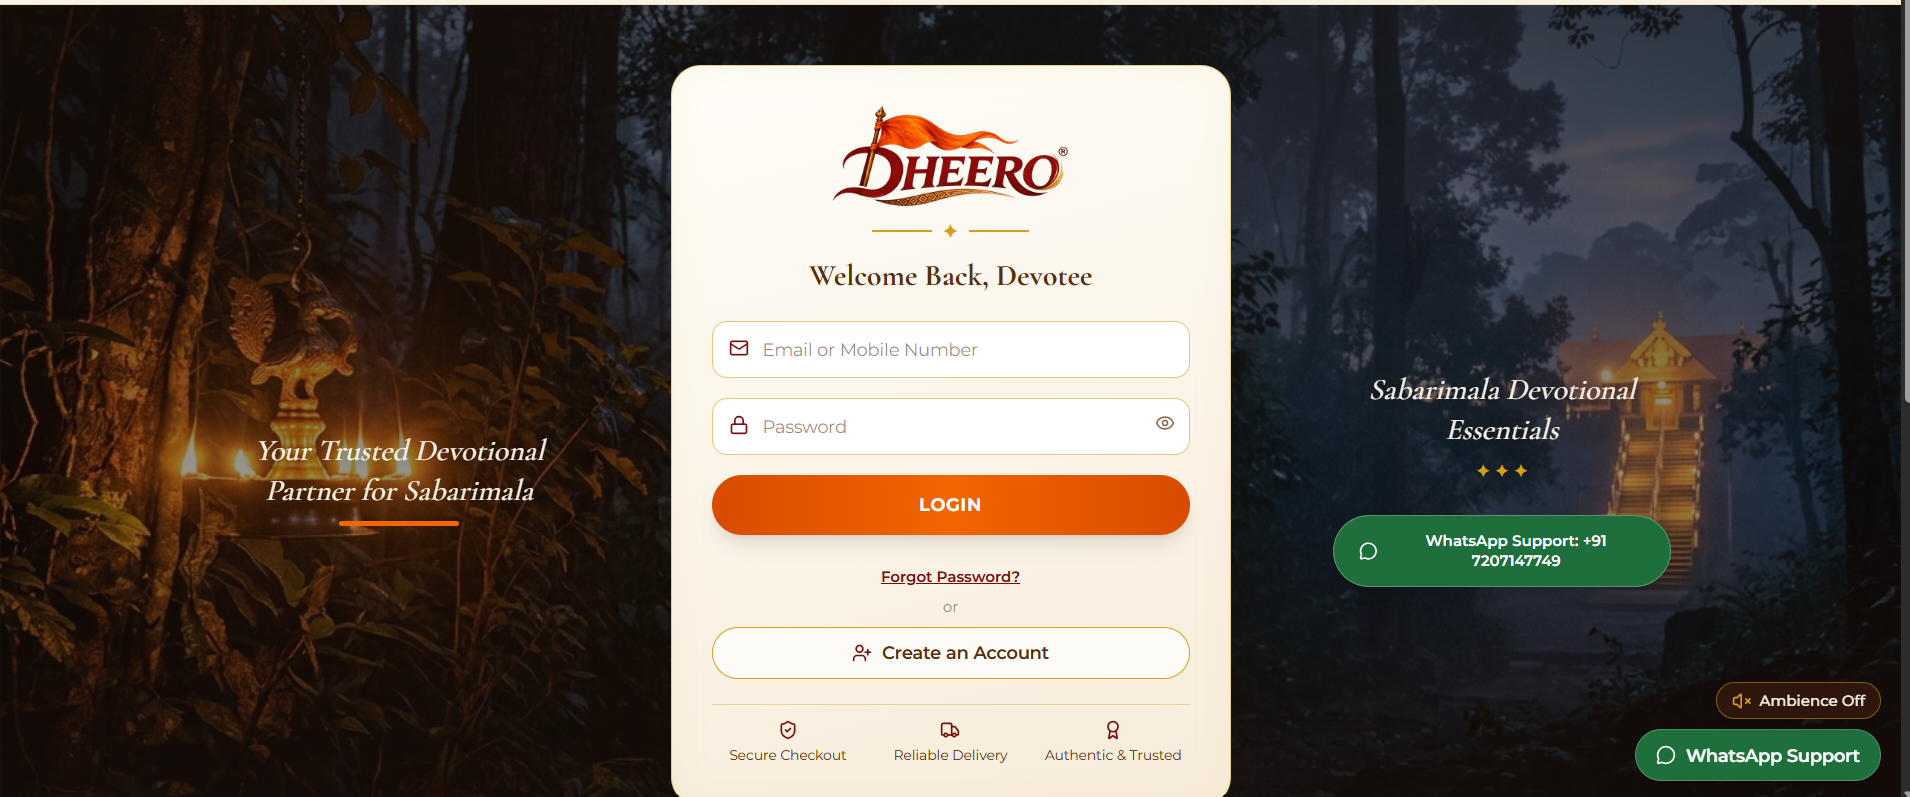 DHEERO®
Welcome Back, Devotee
Email or Mobile Number
Password
LOGIN
Forgot Password?
or
Create an Account
Secure Checkout
Reliable Delivery
Authentic & Trusted
Your Trusted Devotional
Partner for Sabarimala
Sabarimala Devotional
Essentials
WhatsApp Support: +91
7207147749
Ambience Off
WhatsApp Support